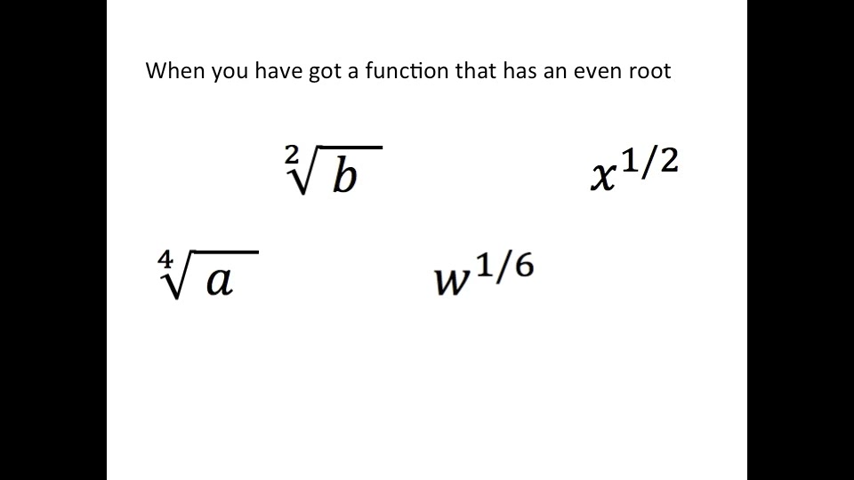 When you have got a function that has an even root
²√b x^1/2
⁴√a w^1/6